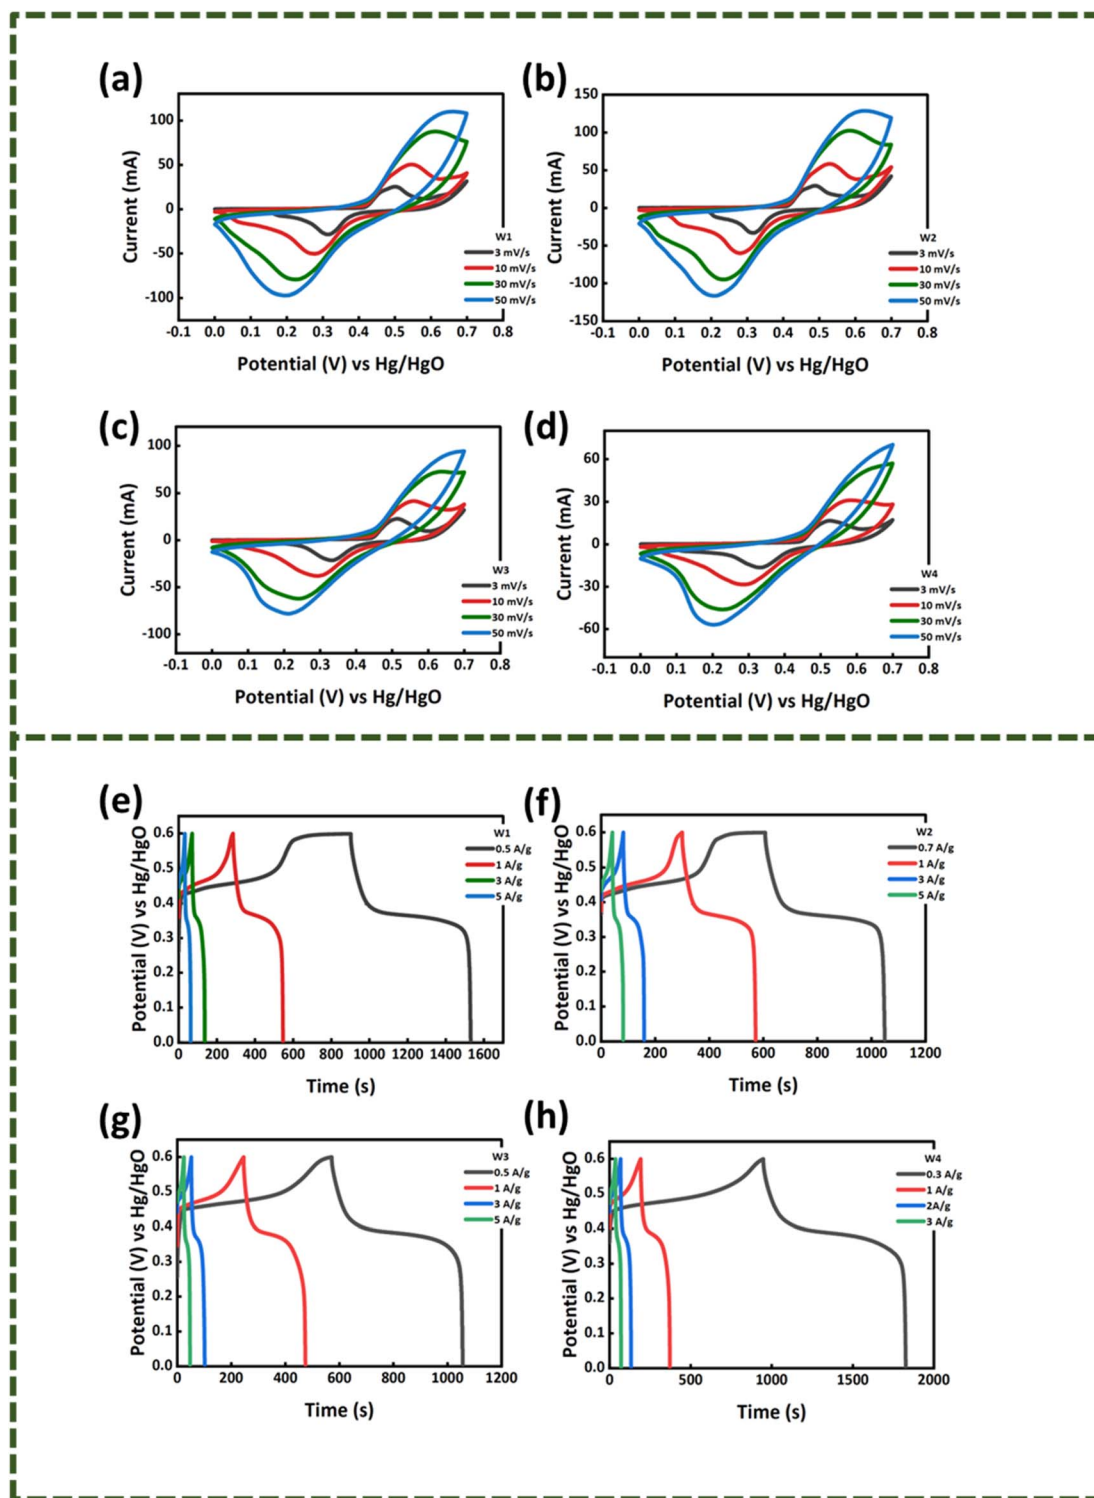 (a)
100
50
0
-50
-100
Current (mA)
W1
3 mV/s
10 mV/s
30 mV/s
50 mV/s
-0.1 0.0 0.1 0.2 0.3 0.4 0.5 0.6 0.7 0.8
Potential (V) vs Hg/HgO
(b)
150
100
50
0
-50
-100
-150
Current (mA)
W2
3 mV/s
10 mV/s
30 mV/s
50 mV/s
-0.1 0.0 0.1 0.2 0.3 0.4 0.5 0.6 0.7 0.8
Potential (V) vs Hg/HgO
(c)
100
50
0
-50
-100
Current (mA)
W3
3 mV/s
10 mV/s
30 mV/s
50 mV/s
-0.1 0.0 0.1 0.2 0.3 0.4 0.5 0.6 0.7 0.8
Potential (V) vs Hg/HgO
(d)
60
30
0
-30
-60
Current (mA)
W4
3 mV/s
10 mV/s
30 mV/s
50 mV/s
-0.1 0.0 0.1 0.2 0.3 0.4 0.5 0.6 0.7 0.8
Potential (V) vs Hg/HgO
(e)
0.6
0.5
0.4
0.3
0.2
0.1
0.0
Potential (V) vs Hg/HgO
W1
0.5 A/g
1 A/g
3 A/g
5 A/g
0 200 400 600 800 1000 1200 1400 1600
Time (s)
(f)
0.6
0.5
0.4
0.3
0.2
0.1
0.0
Potential (V) vs Hg/HgO
W2
0.7 A/g
1 A/g
3 A/g
5 A/g
0 200 400 600 800 1000 1200
Time (s)
(g)
0.6
0.5
0.4
0.3
0.2
0.1
0.0
Potential (V) vs Hg/HgO
W3
0.5 A/g
1 A/g
3 A/g
5 A/g
0 200 400 600 800 1000 1200
Time (s)
(h)
0.6
0.5
0.4
0.3
0.2
0.1
0.0
Potential (V) vs Hg/HgO
W4
0.3 A/g
1 A/g
2A/g
3 A/g
0 500 1000 1500 2000
Time (s)